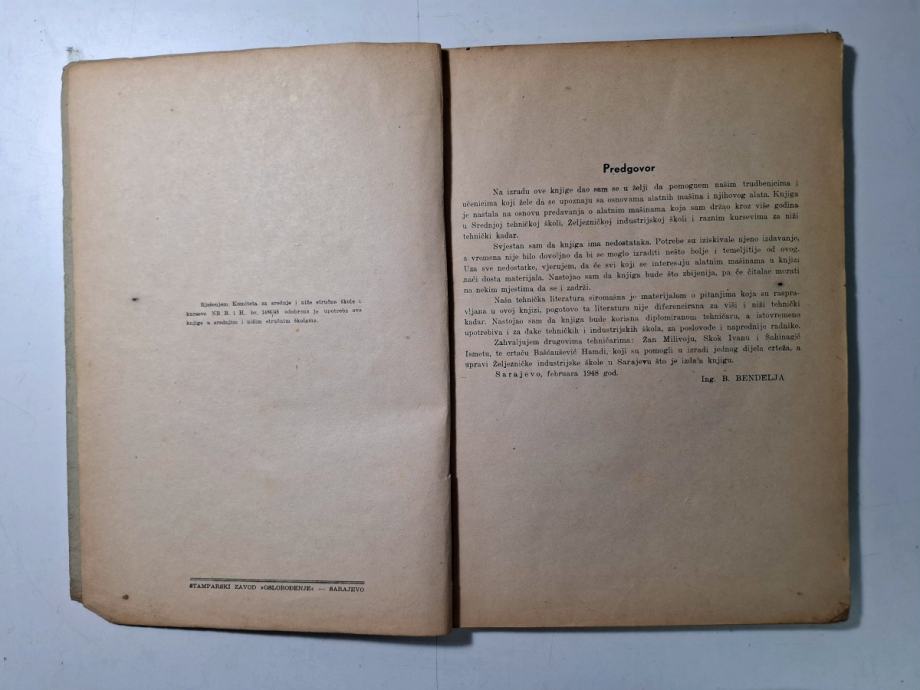 Rješenjem Komiteta za srednje i niže stručne škole i
kurseve NR B. i H. br. odobrena je upotreba ove
knjige u srednjim i nižim stručnim školama.
ŠTAMPARSKI ZAVOD »OSLOBOĐENJE« — SARAJEVO
Predgovor
Na izradu ove knjige dao sam se u želji da pomognem našim trudbenicima i
učenicima koji žele da se upoznaju sa osnovama alatnih mašina i njihovog alata. Knjiga
je nastala na osnovu predavanja o alatnim mašinama koja sam držao kroz više godina
u Srednjoj tehničkoj školi, Željezničkoj industrijskoj školi i raznim kursevima za niži
tehnički kadar.
Svjestan sam da knjiga ima nedostataka. Potrebe su iziskivale njeno izdavanje,
a vremena nije bilo dovoljno da bi se moglo izraditi nešto bolje i temeljitije od ovog.
Uza sve nedostatke, vjerujem, da će svi koji se interesuju alatnim mašinama u knjizi
naći dosta materijala. Nastojao sam da knjiga bude što zbijenija, pa će čitalac morati
na nekim mjestima da se i zadrži.
Naša tehnička literatura siromašna je materijalom o pitanjima koja su raspra-
vljana u ovoj knjizi, pogotovo ta literatura nije diferencirana za viši i niži tehnički
kadar. Nastojao sam da knjiga bude korisna diplomiranom tehničaru, a istovremeno
upotrebiva i za đake tehničkih i industrijskih škola, za poslovođe i naprednije radnike.
Zahvaljujem drugovima tehničarima: Žan Milivoju, Skok Ivanu i Šahinagić
Ismetu, te crtaču Baščaušević Hamdi, koji su pomogli u izradi jednog dijela crteža, a
upravi Željezničke industrijske škole u Sarajevu što je izdala knjigu.
Sarajevo, februara 1948 god.
Ing. B. BENDELJA